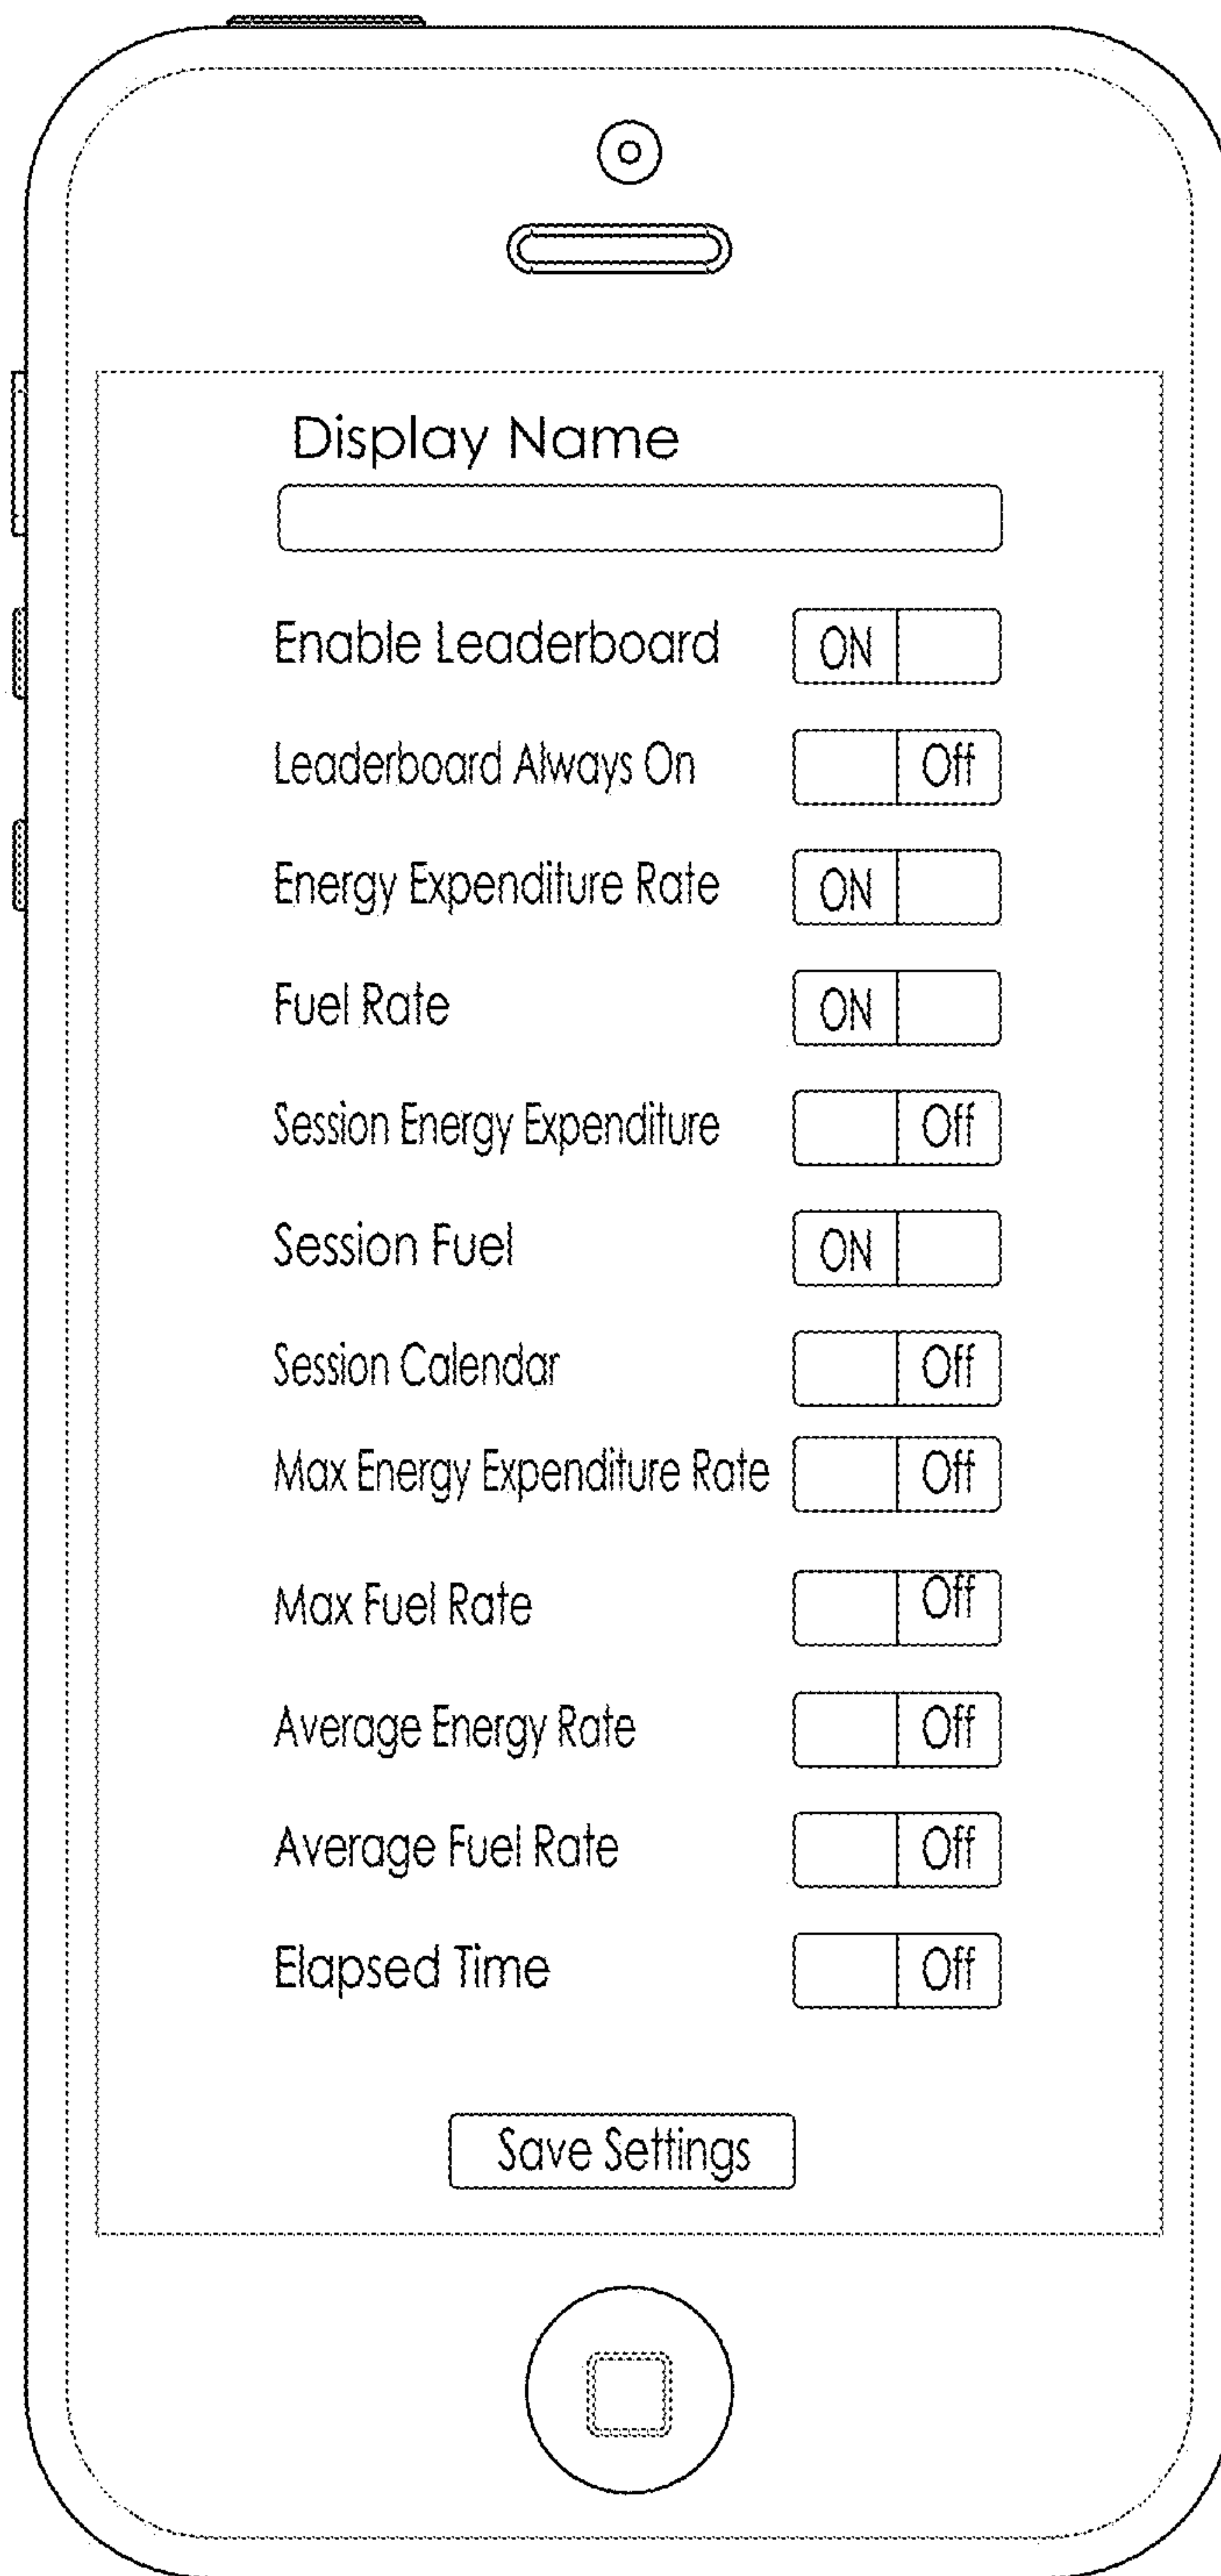 Display Name
Enable Leaderboard ON
Leaderboard Always On Off
Energy Expenditure Rate ON
Fuel Rate ON
Session Energy Expenditure Off
Session Fuel ON
Session Calendar Off
Max Energy Expenditure Rate Off
Max Fuel Rate Off
Average Energy Rate Off
Average Fuel Rate Off
Elapsed Time Off
Save Settings